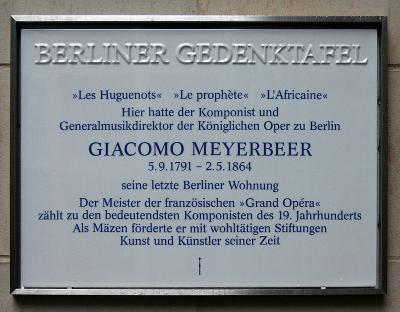 BERLINER GEDENKTAFEL
»Les Huguenots« »Le prophète« »L'Africaine«
Hier hatte der Komponist und
Generalmusikdirektor der Königlichen Oper zu Berlin
GIACOMO MEYERBEER
5.9.1791 – 2.5.1864
seine letzte Berliner Wohnung
Der Meister der französischen »Grand Opéra«
zählt zu den bedeutendsten Komponisten des 19. Jahrhunderts
Als Mäzen förderte er mit wohltätigen Stiftungen
Kunst und Künstler seiner Zeit